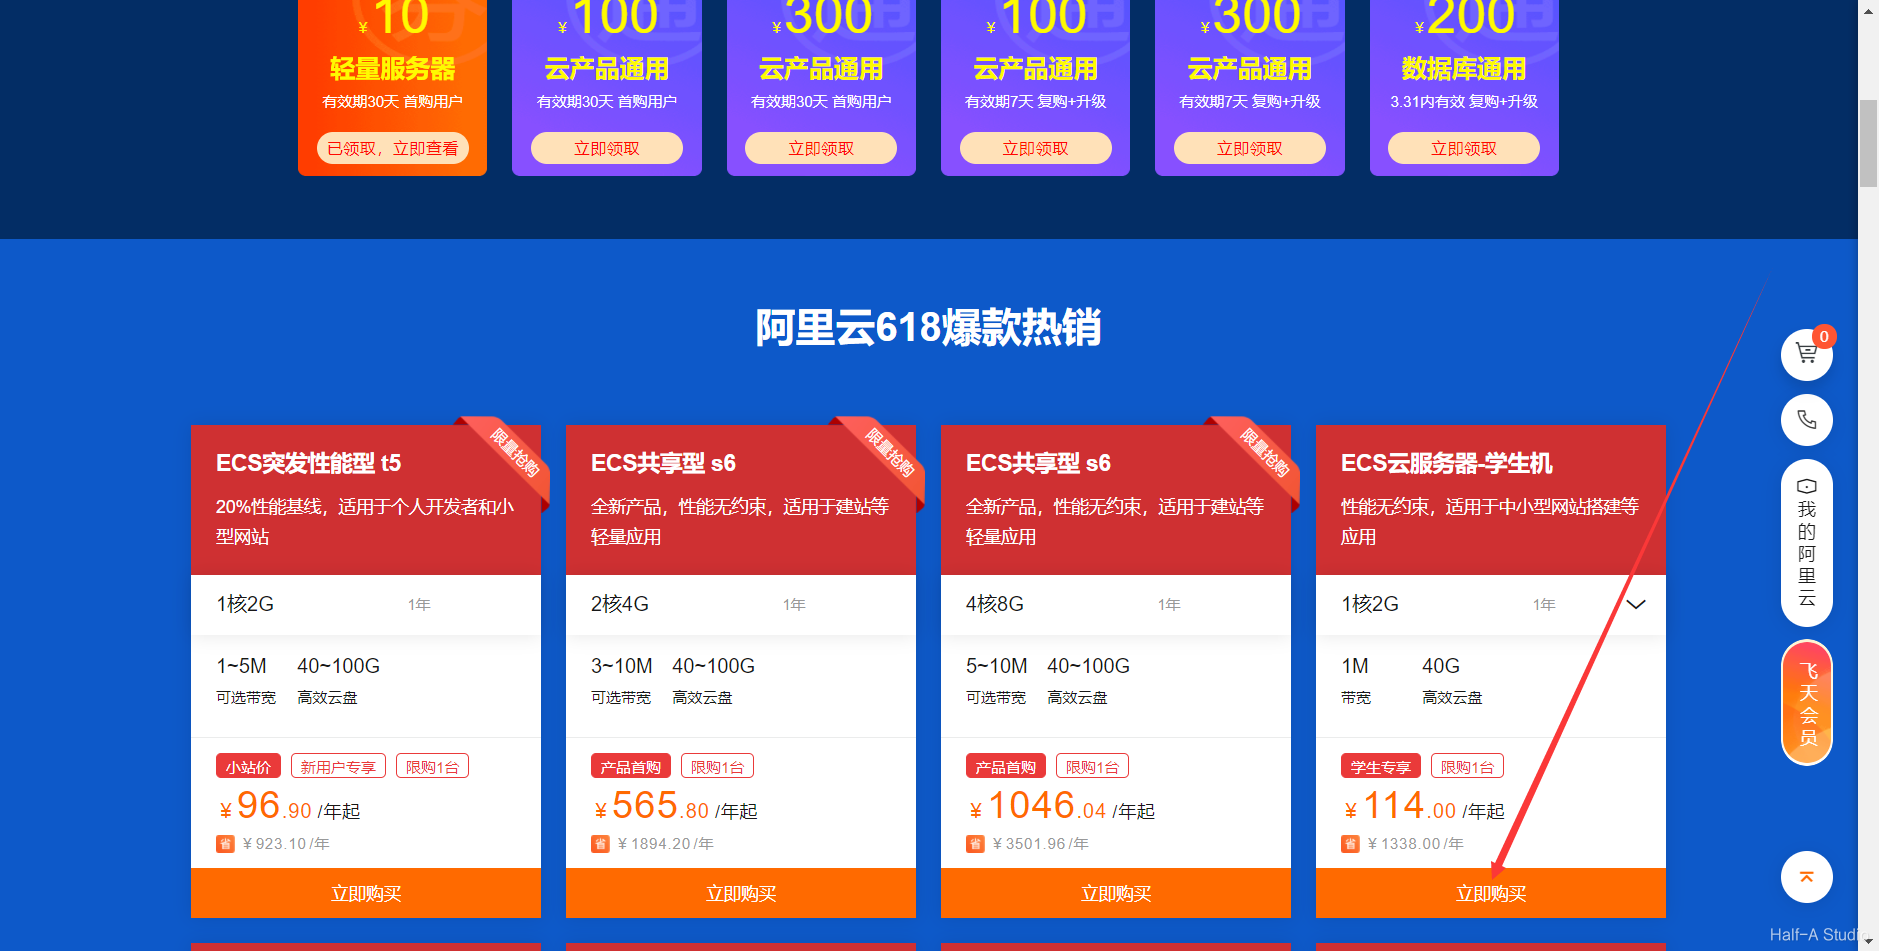 ¥10
¥100
¥300
¥100
¥300
¥200
轻量服务器
云产品通用
云产品通用
云产品通用
云产品通用
数据库通用
有效期30天 首购用户
有效期30天 首购用户
有效期30天 首购用户
有效期7天 复购+升级
有效期7天 复购+升级
3.31内有效 复购+升级
已领取，立即查看
立即领取
立即领取
立即领取
立即领取
立即领取
阿里云618爆款热销
限量抢购
ECS突发性能型 t5
20%性能基线，适用于个人开发者和小
型网站
1核2G 1年
1~5M 40~100G
可选带宽 高效云盘
小站价 新用户专享 限购1台
¥96.90 /年起
省 ¥923.10/年
立即购买
限量抢购
ECS共享型 s6
全新产品，性能无约束，适用于建站等
轻量应用
2核4G 1年
3~10M 40~100G
可选带宽 高效云盘
产品首购 限购1台
¥565.80 /年起
省 ¥1894.20/年
立即购买
限量抢购
ECS共享型 s6
全新产品，性能无约束，适用于建站等
轻量应用
4核8G 1年
5~10M 40~100G
可选带宽 高效云盘
产品首购 限购1台
¥1046.04 /年起
省 ¥3501.96/年
立即购买
ECS云服务器-学生机
性能无约束，适用于中小型网站搭建等
应用
1核2G 1年
1M 40G
带宽 高效云盘
学生专享 限购1台
¥114.00 /年起
省 ¥1338.00/年
立即购买
0
我的阿里云
飞天会员
Half-A Studio